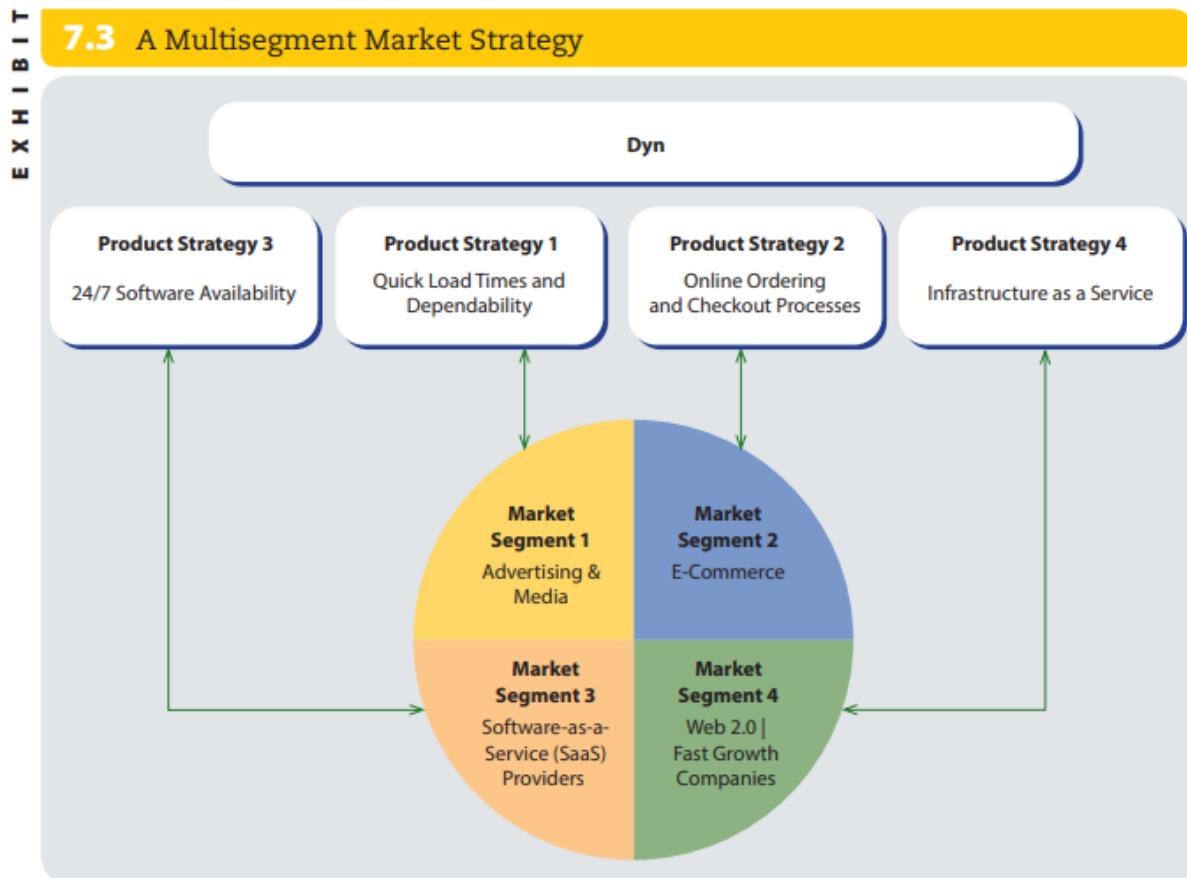 EXHIBIT
7.3 A Multisegment Market Strategy
Dyn
Product Strategy 3
24/7 Software Availability
Product Strategy 1
Quick Load Times and
Dependability
Product Strategy 2
Online Ordering
and Checkout Processes
Product Strategy 4
Infrastructure as a Service
Market
Segment 1
Advertising &
Media
Market
Segment 2
E-Commerce
Market
Segment 3
Software-as-a-
Service (SaaS)
Providers
Market
Segment 4
Web 2.0 |
Fast Growth
Companies